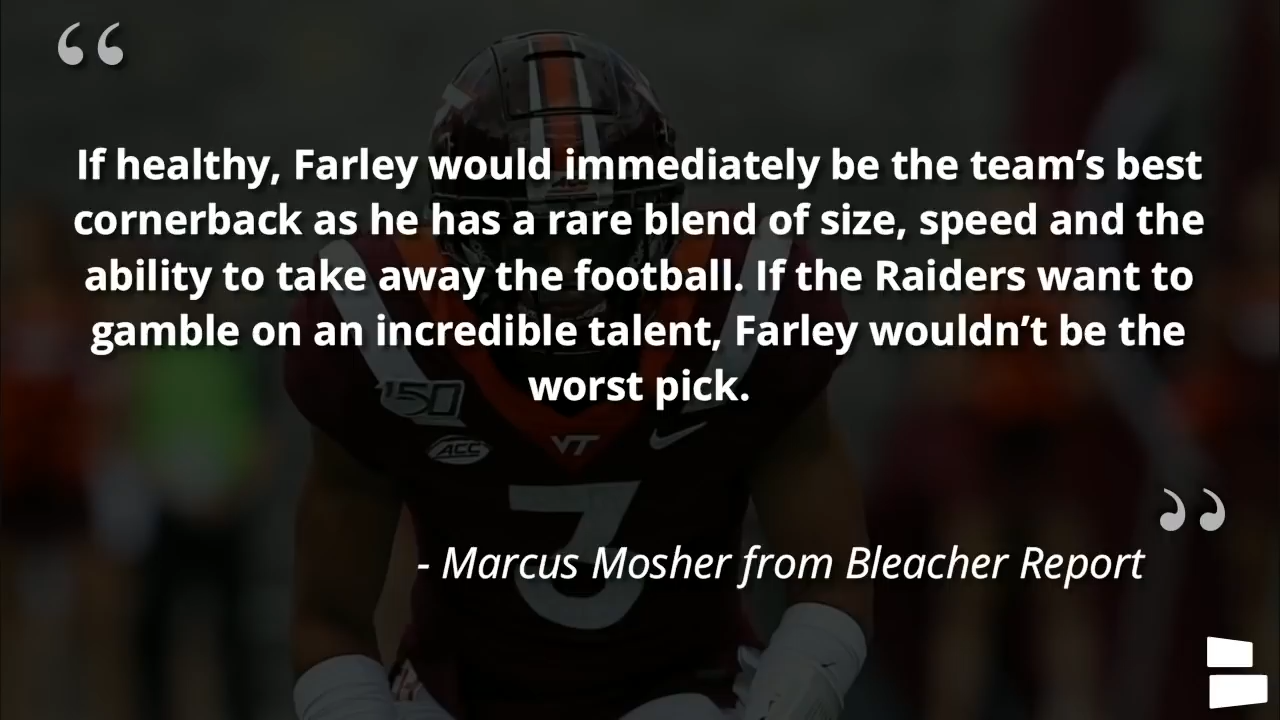 “
If healthy, Farley would immediately be the team’s best
cornerback as he has a rare blend of size, speed and the
ability to take away the football. If the Raiders want to
gamble on an incredible talent, Farley wouldn’t be the
worst pick.
150
ACC
VT
3
”
- Marcus Mosher from Bleacher Report